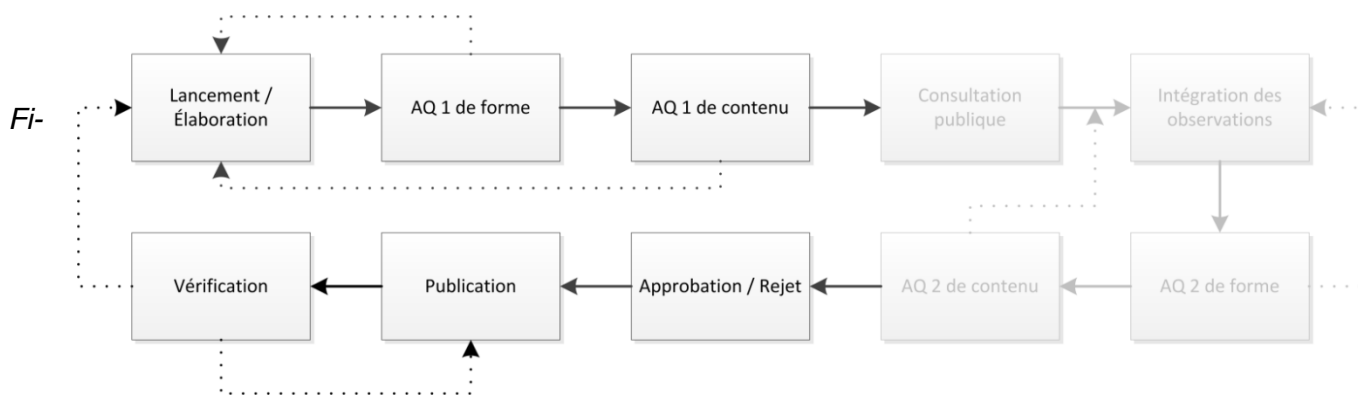 Fi-
Lancement /
Élaboration
AQ 1 de forme
AQ 1 de contenu
Consultation
publique
Intégration des
observations
Vérification
Publication
Approbation / Rejet
AQ 2 de contenu
AQ 2 de forme